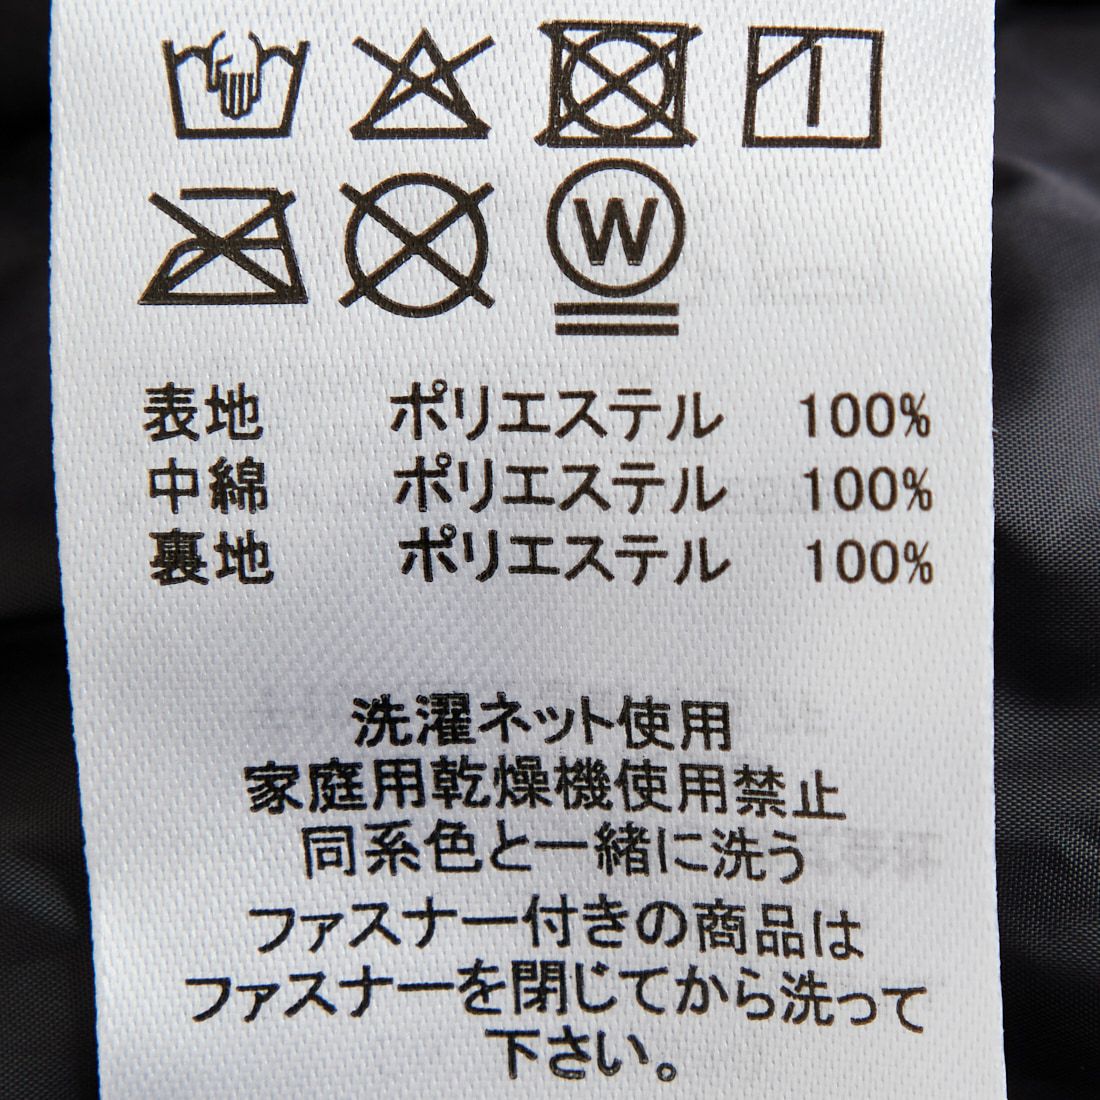 W
表地 ポリエステル 100%
中綿 ポリエステル 100%
裏地 ポリエステル 100%
洗濯ネット使用
家庭用乾燥機使用禁止
同系色と一緒に洗う
ファスナー付きの商品は
ファスナーを閉じてから洗って
下さい。